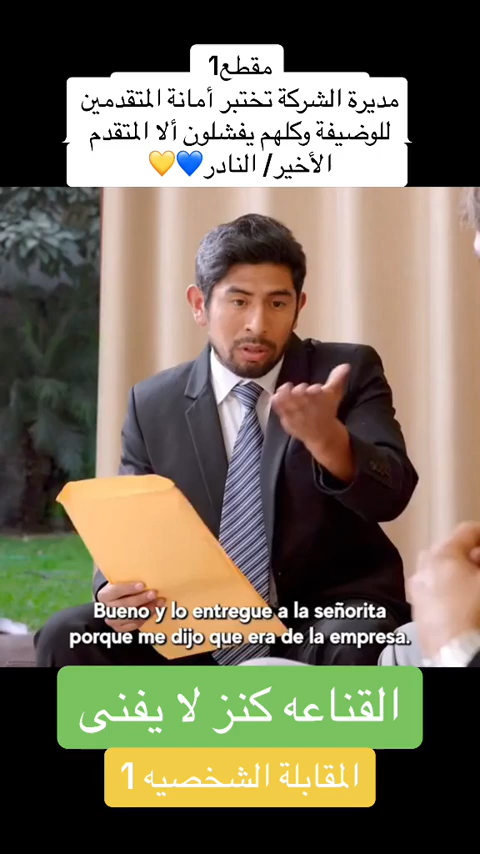 مقطع1
مديرة الشركة تختبر أمانة المتقدمين
للوضيفة وكلهم يفشلون ألا المتقدم
الأخير/ النادر💙💛
Bueno y lo entregue a la señorita
porque me dijo que era de la empresa.
القناعه كنز لا يفنى
المقابلة الشخصيه 1